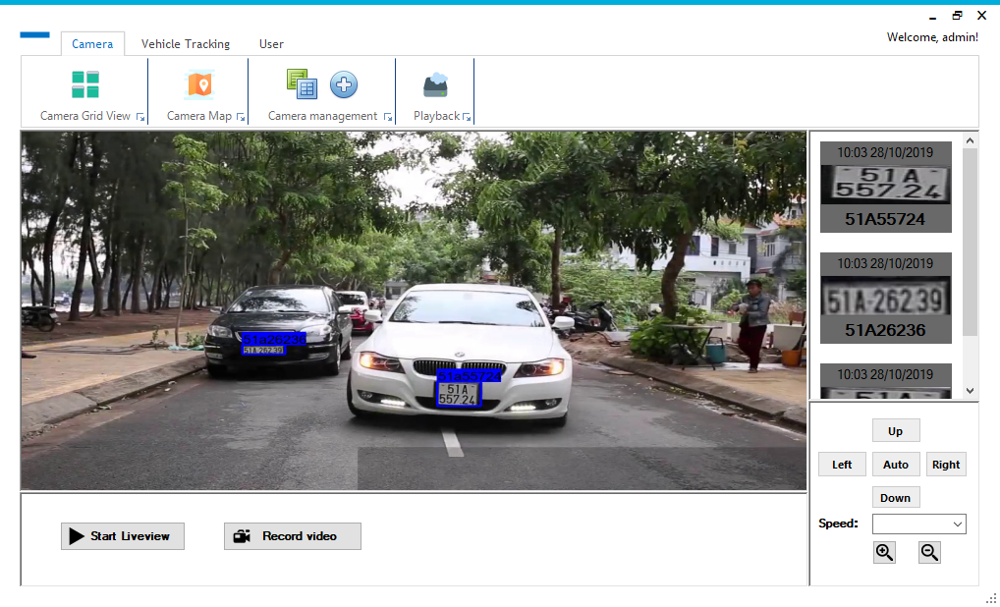 Welcome, admin!
Camera
Vehicle Tracking
User
Camera Grid View
Camera Map
Camera management
Playback
51a26236
51A-262.39
51a55724
51A
557.24
10:03 28/10/2019
51A
557.24
51A55724
10:03 28/10/2019
51A-262.39
51A26236
10:03 28/10/2019
51A
Up
Left
Auto
Right
Down
Speed:
Start Liveview
Record video